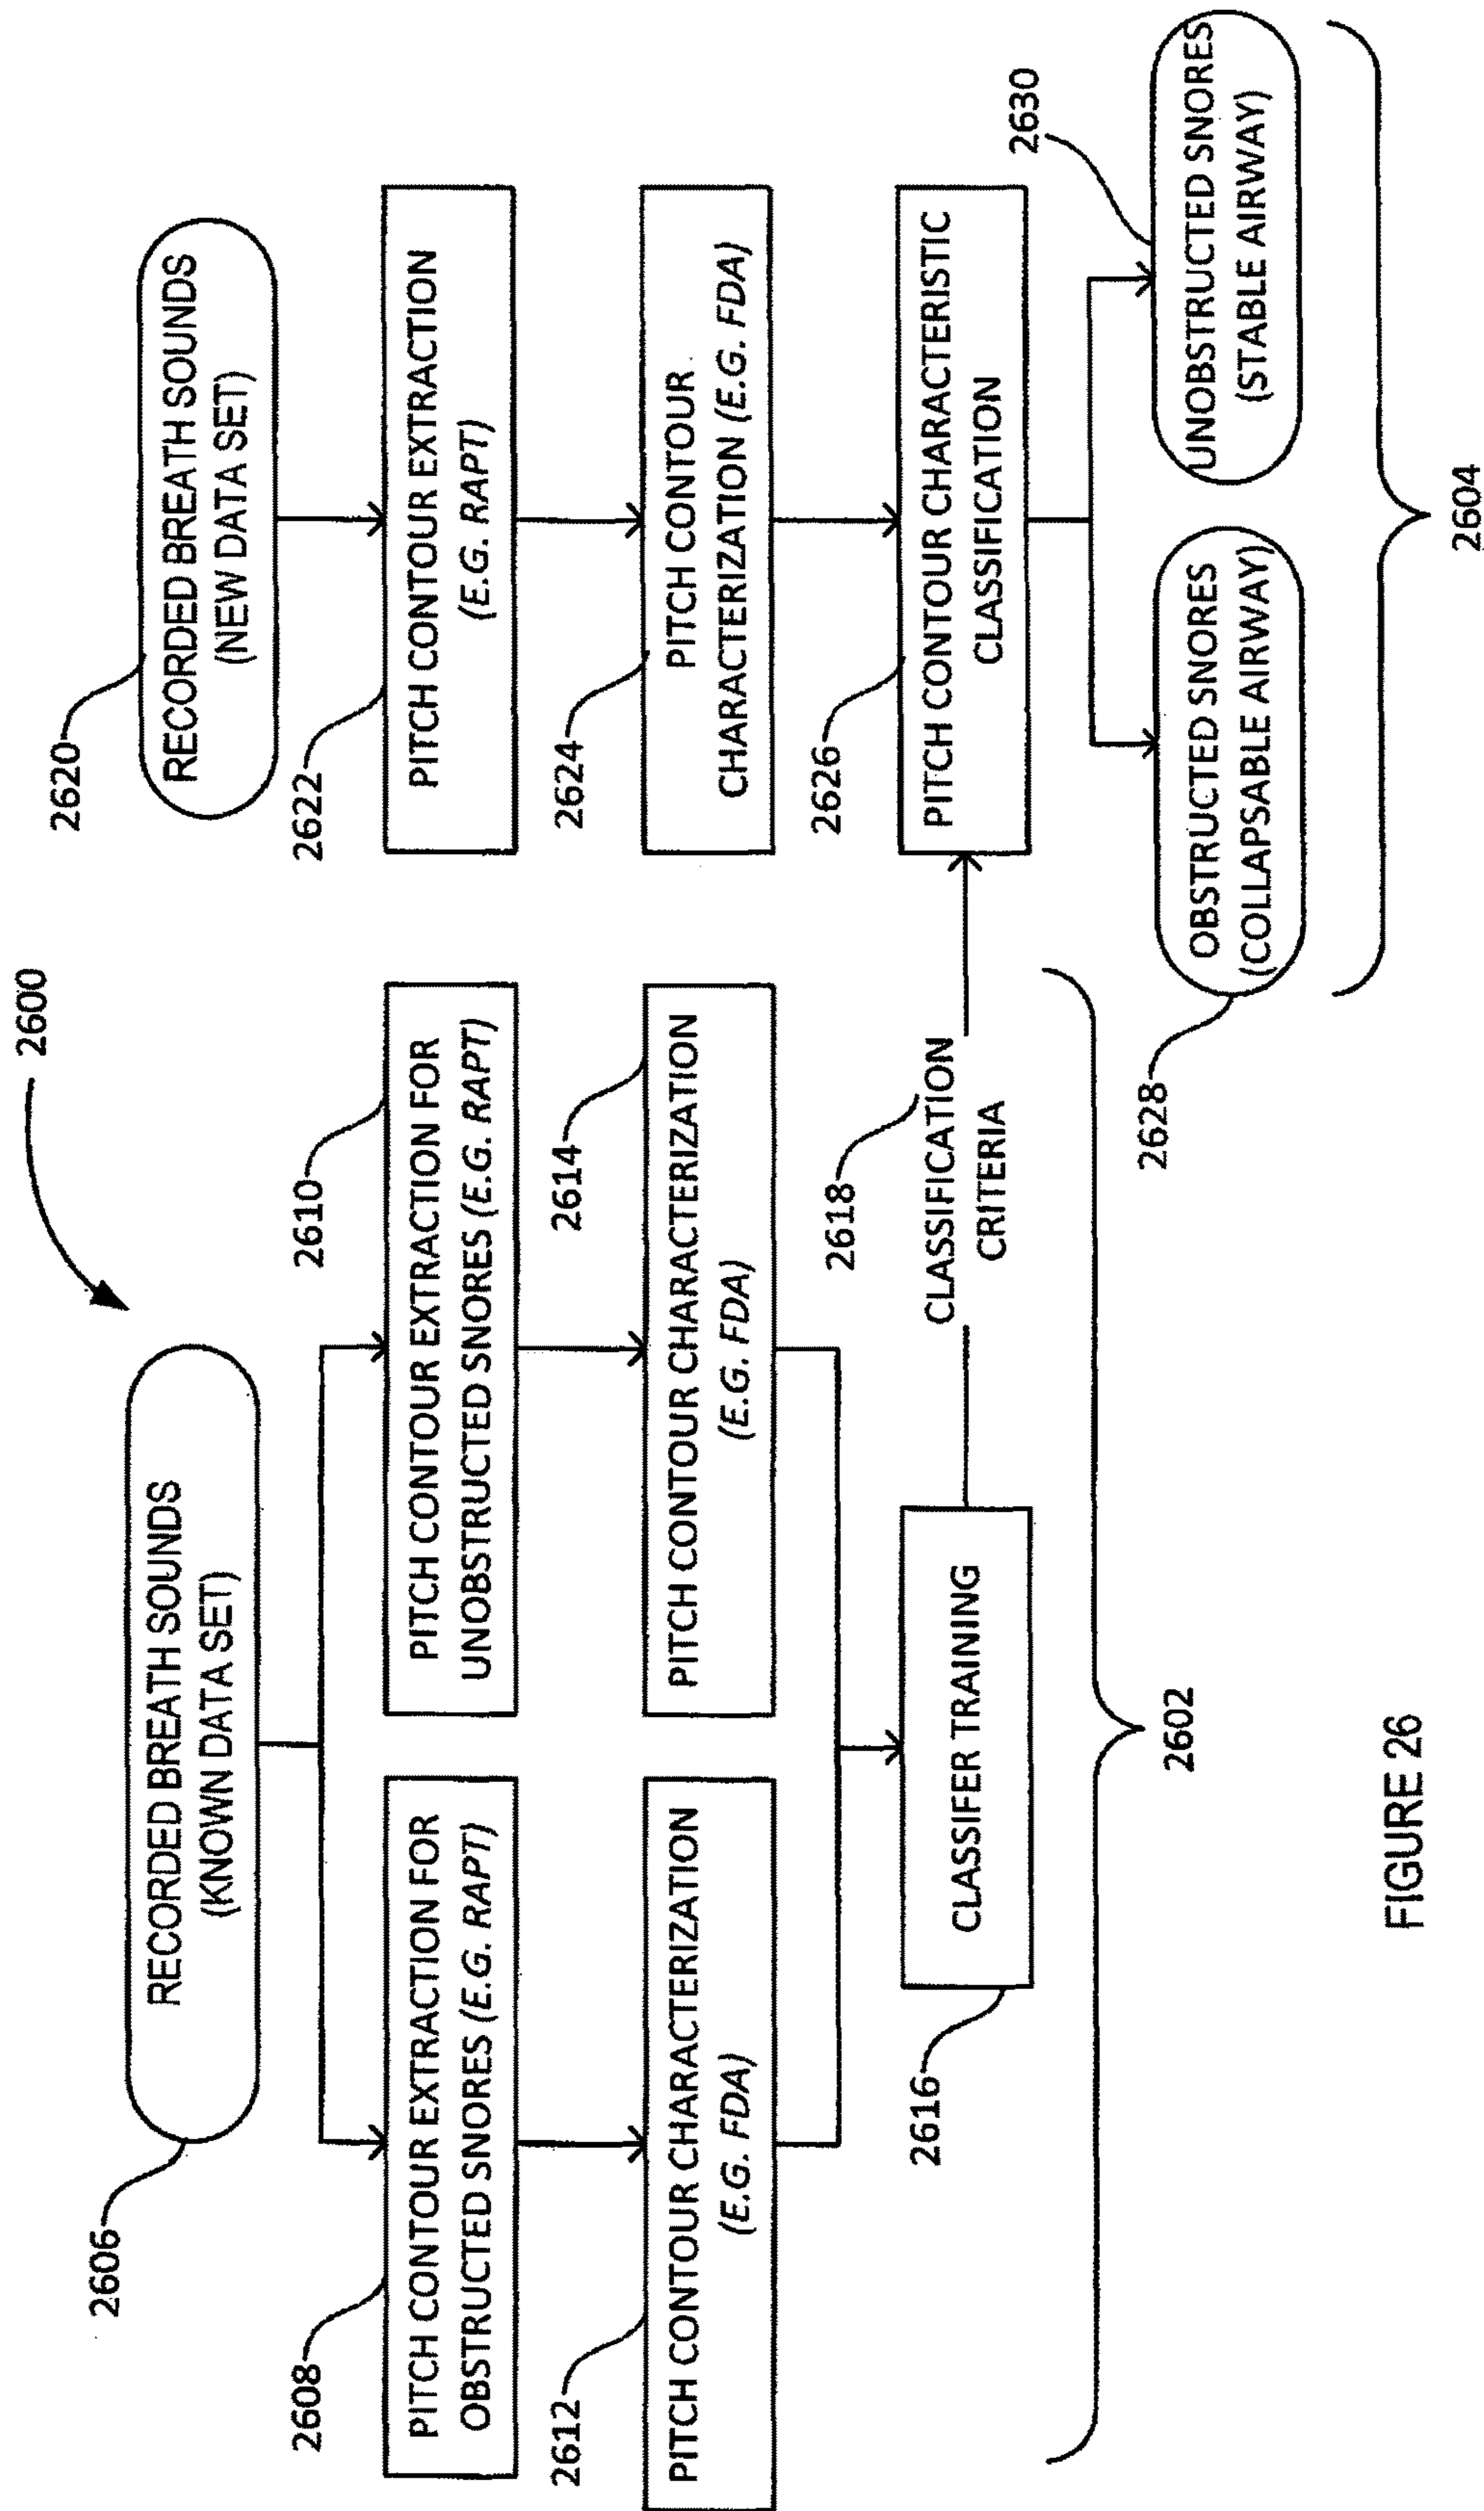 2600
2606
RECORDED BREATH SOUNDS
(KNOWN DATA SET)
2608
PITCH CONTOUR EXTRACTION FOR
OBSTRUCTED SNORES (E.G. RAPT)
2610
PITCH CONTOUR EXTRACTION FOR
UNOBSTRUCTED SNORES (E.G. RAPT)
2612
PITCH CONTOUR CHARACTERIZATION
(E.G. FDA)
2614
PITCH CONTOUR CHARACTERIZATION
(E.G. FDA)
2616
CLASSIFER TRAINING
2618
CLASSIFICATION
CRITERIA
2602
2620
RECORDED BREATH SOUNDS
(NEW DATA SET)
2622
PITCH CONTOUR EXTRACTION
(E.G. RAPT)
2624
PITCH CONTOUR
CHARACTERIZATION (E.G. FDA)
2626
PITCH CONTOUR CHARACTERISTIC
CLASSIFICATION
2628
OBSTRUCTED SNORES
(COLLAPSABLE AIRWAY)
2630
UNOBSTRUCTED SNORES
(STABLE AIRWAY)
2604
FIGURE 26